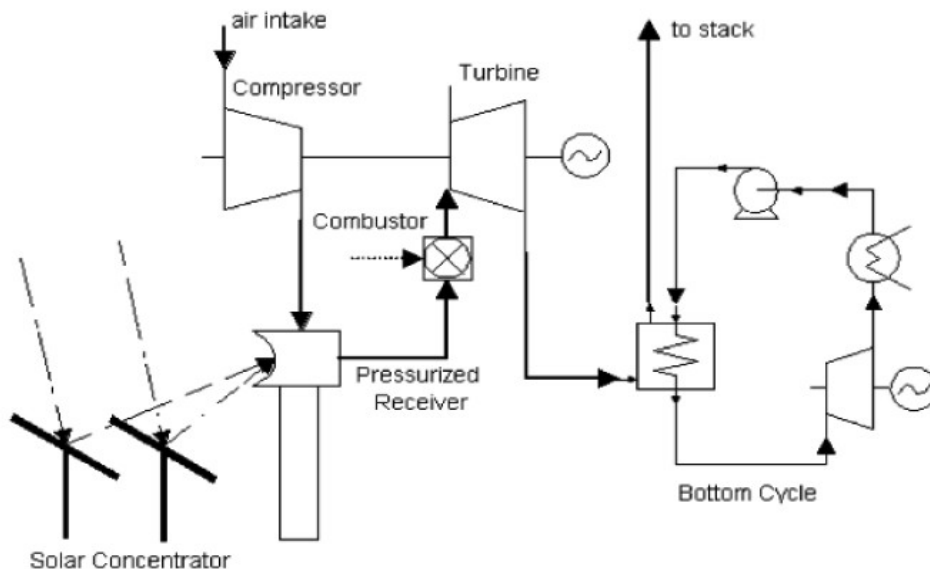 air intake
to stack
Compressor
Turbine
Combustor
Pressurized
Receiver
Bottom Cycle
Solar Concentrator